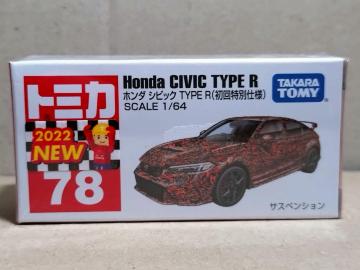 トミカ
2022
NEW
78
Honda CIVIC TYPE R
ホンダ シビック TYPE R(初回特別仕様)
SCALE 1/64
TAKARA
TOMY
サスペンション